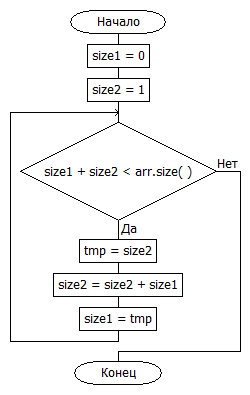 Начало
size1 = 0
size2 = 1
size1 + size2 < arr.size( )
Нет
Да
tmp = size2
size2 = size2 + size1
size1 = tmp
Конец